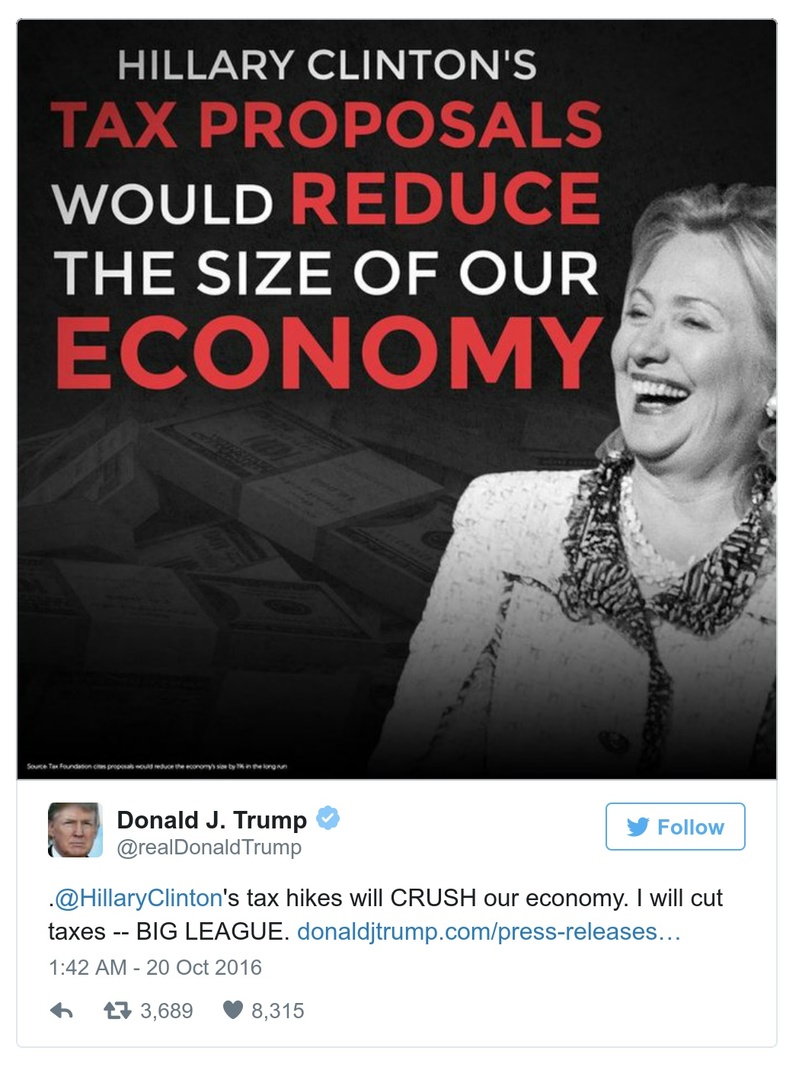 HILLARY CLINTON'S
TAX PROPOSALS
WOULD REDUCE
THE SIZE OF OUR
ECONOMY
Source: Tax Foundation cites proposals would reduce the economy's size by 1% in the long run
Donald J. Trump
@realDonaldTrump
Follow
.@HillaryClinton's tax hikes will CRUSH our economy. I will cut
taxes -- BIG LEAGUE. donaldjtrump.com/press-releases…
1:42 AM - 20 Oct 2016
3,689
8,315